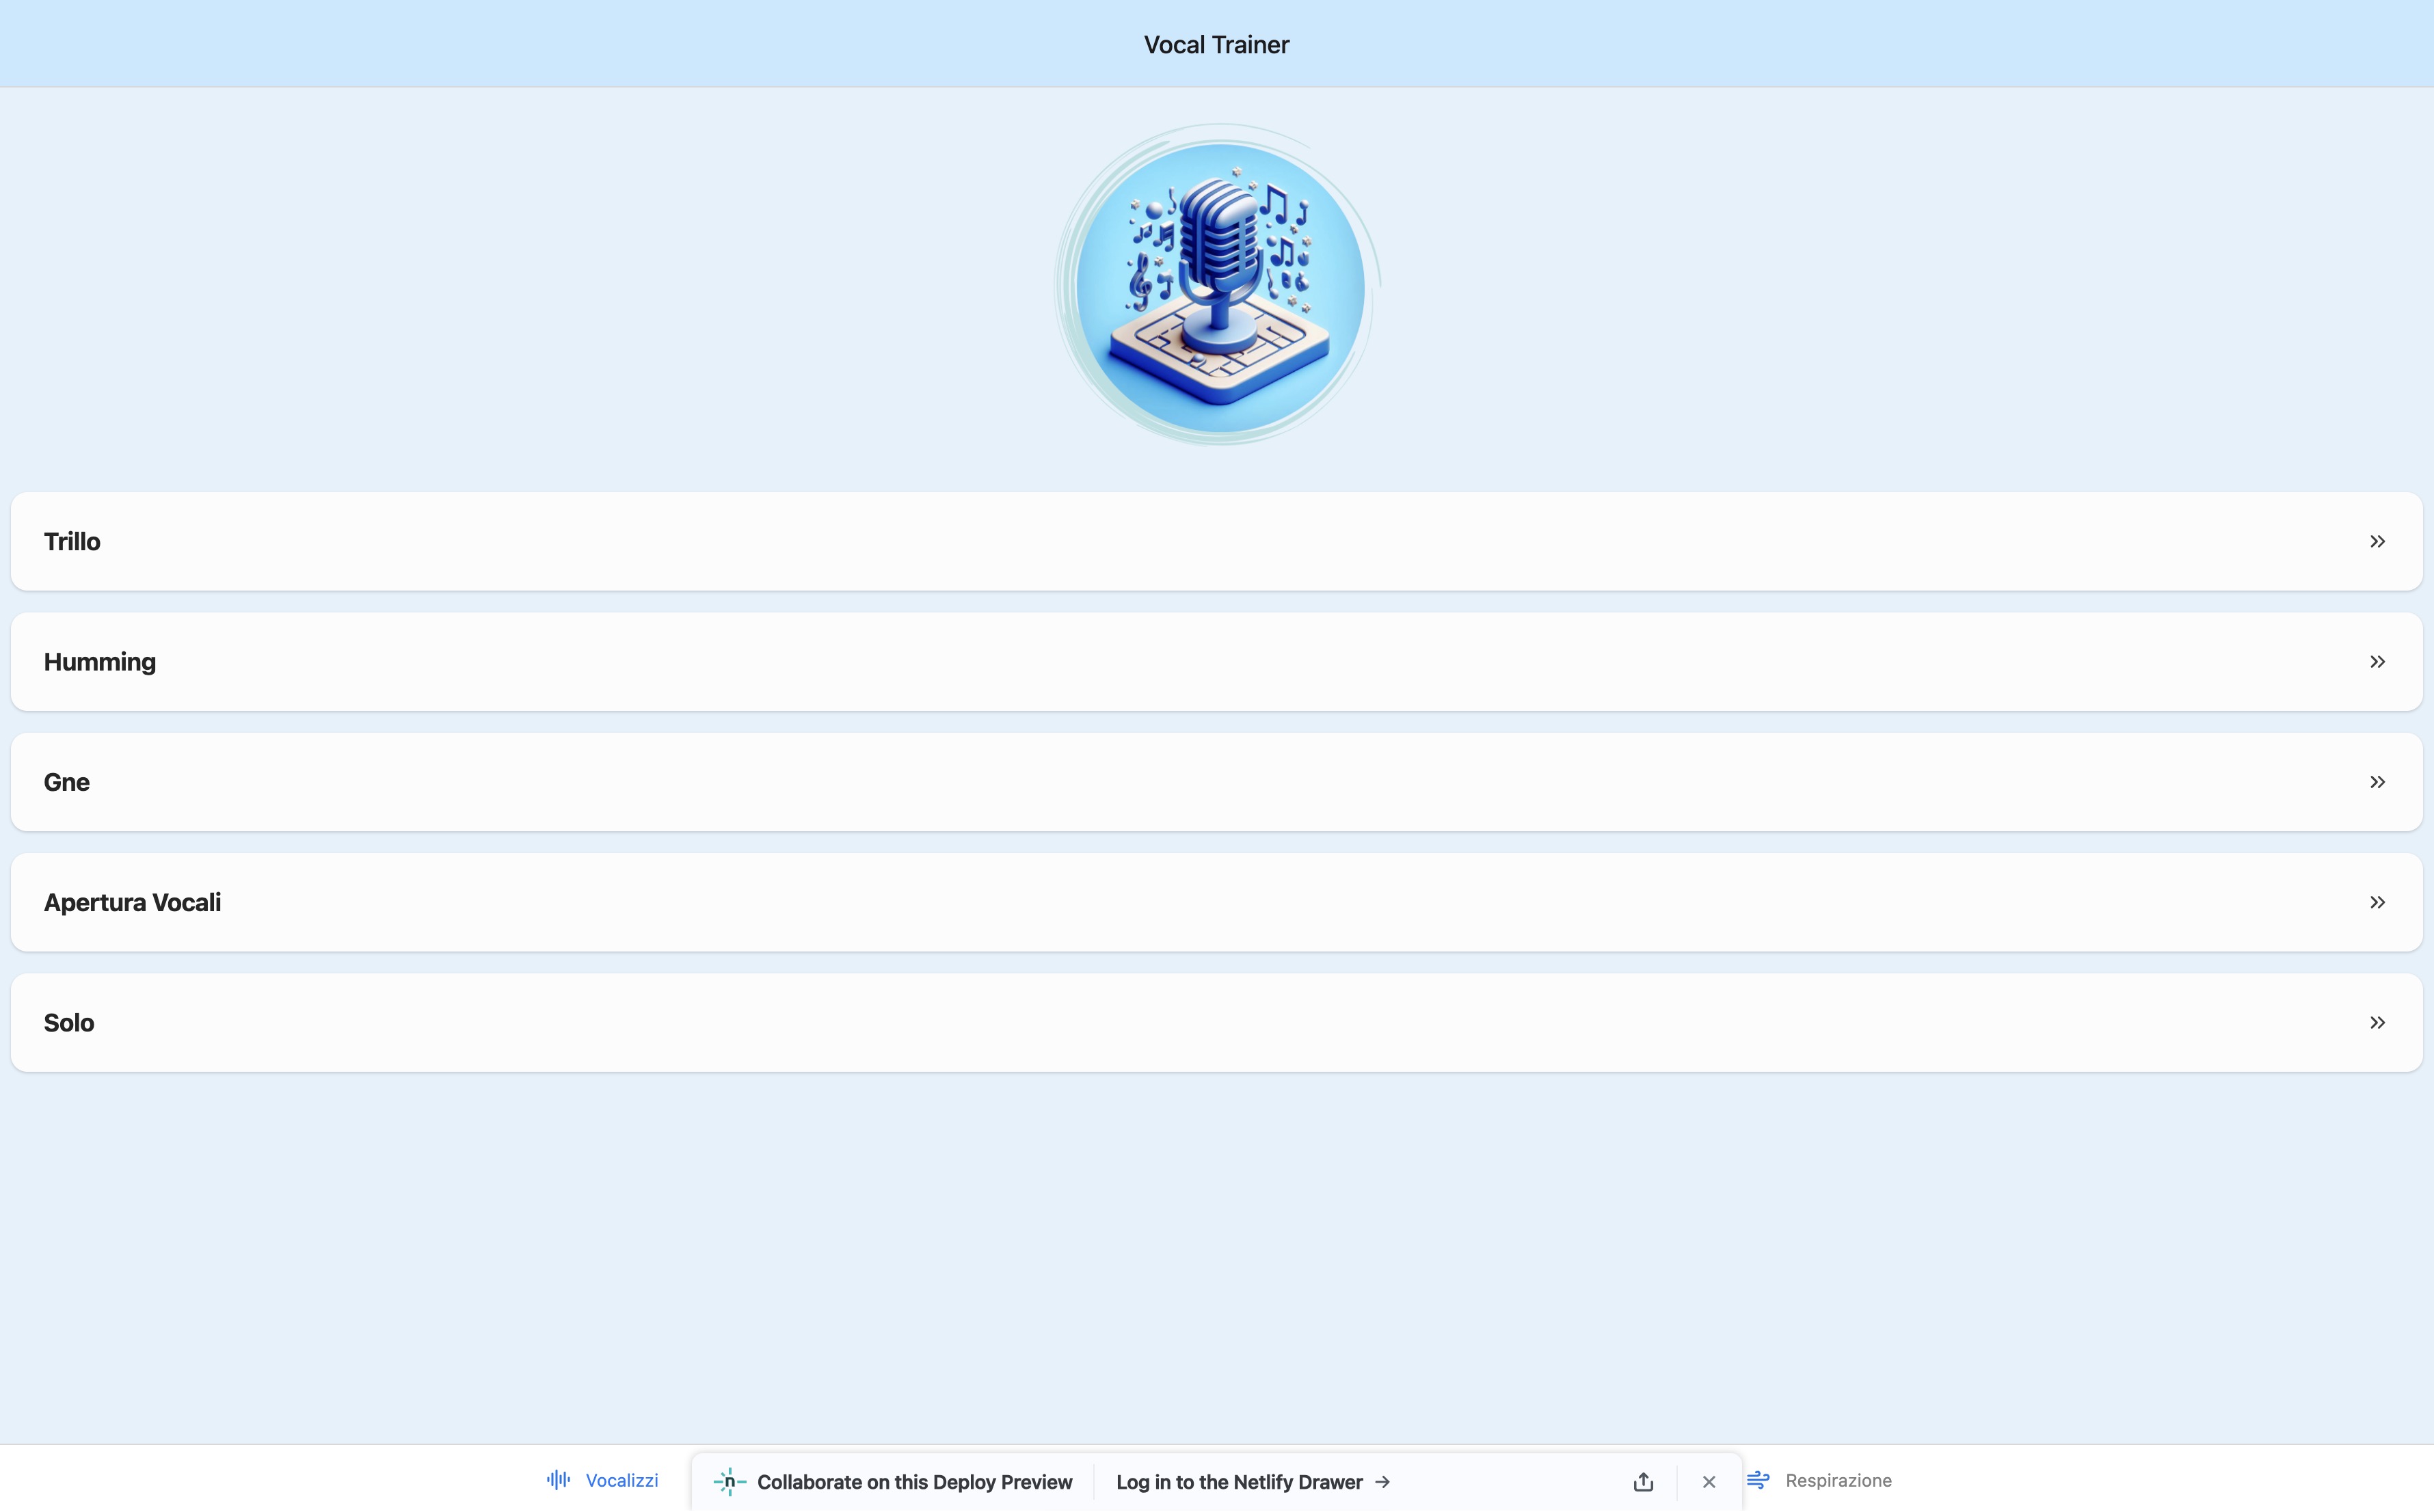 Vocal Trainer
Trillo
Humming
Gne
Apertura Vocali
Solo
Vocalizzi
Collaborate on this Deploy Preview
Log in to the Netlify Drawer →
Respirazione